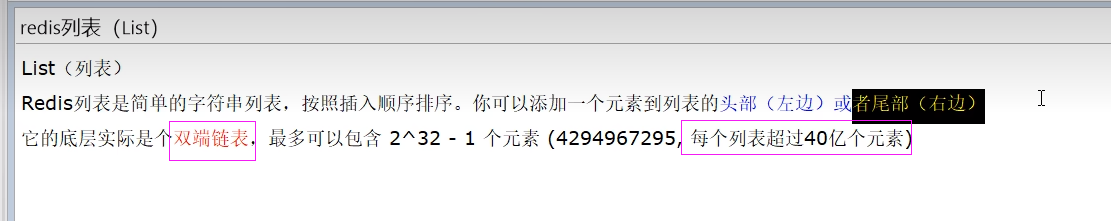 redis列表（List）
List（列表）
Redis列表是简单的字符串列表，按照插入顺序排序。你可以添加一个元素到列表的头部（左边）或者尾部（右边）
它的底层实际是个双端链表，最多可以包含 2^32 - 1 个元素 (4294967295, 每个列表超过40亿个元素)